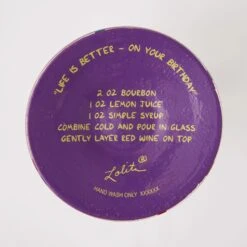 "LIFE IS BETTER - ON YOUR BIRTHDAY"
2 OZ BOURBON
1 OZ LEMON JUICE
1 OZ SIMPLE SYRUP
COMBINE COLD AND POUR IN GLASS
GENTLY LAYER RED WINE ON TOP
Lolita ®
HAND WASH ONLY XXXXXX